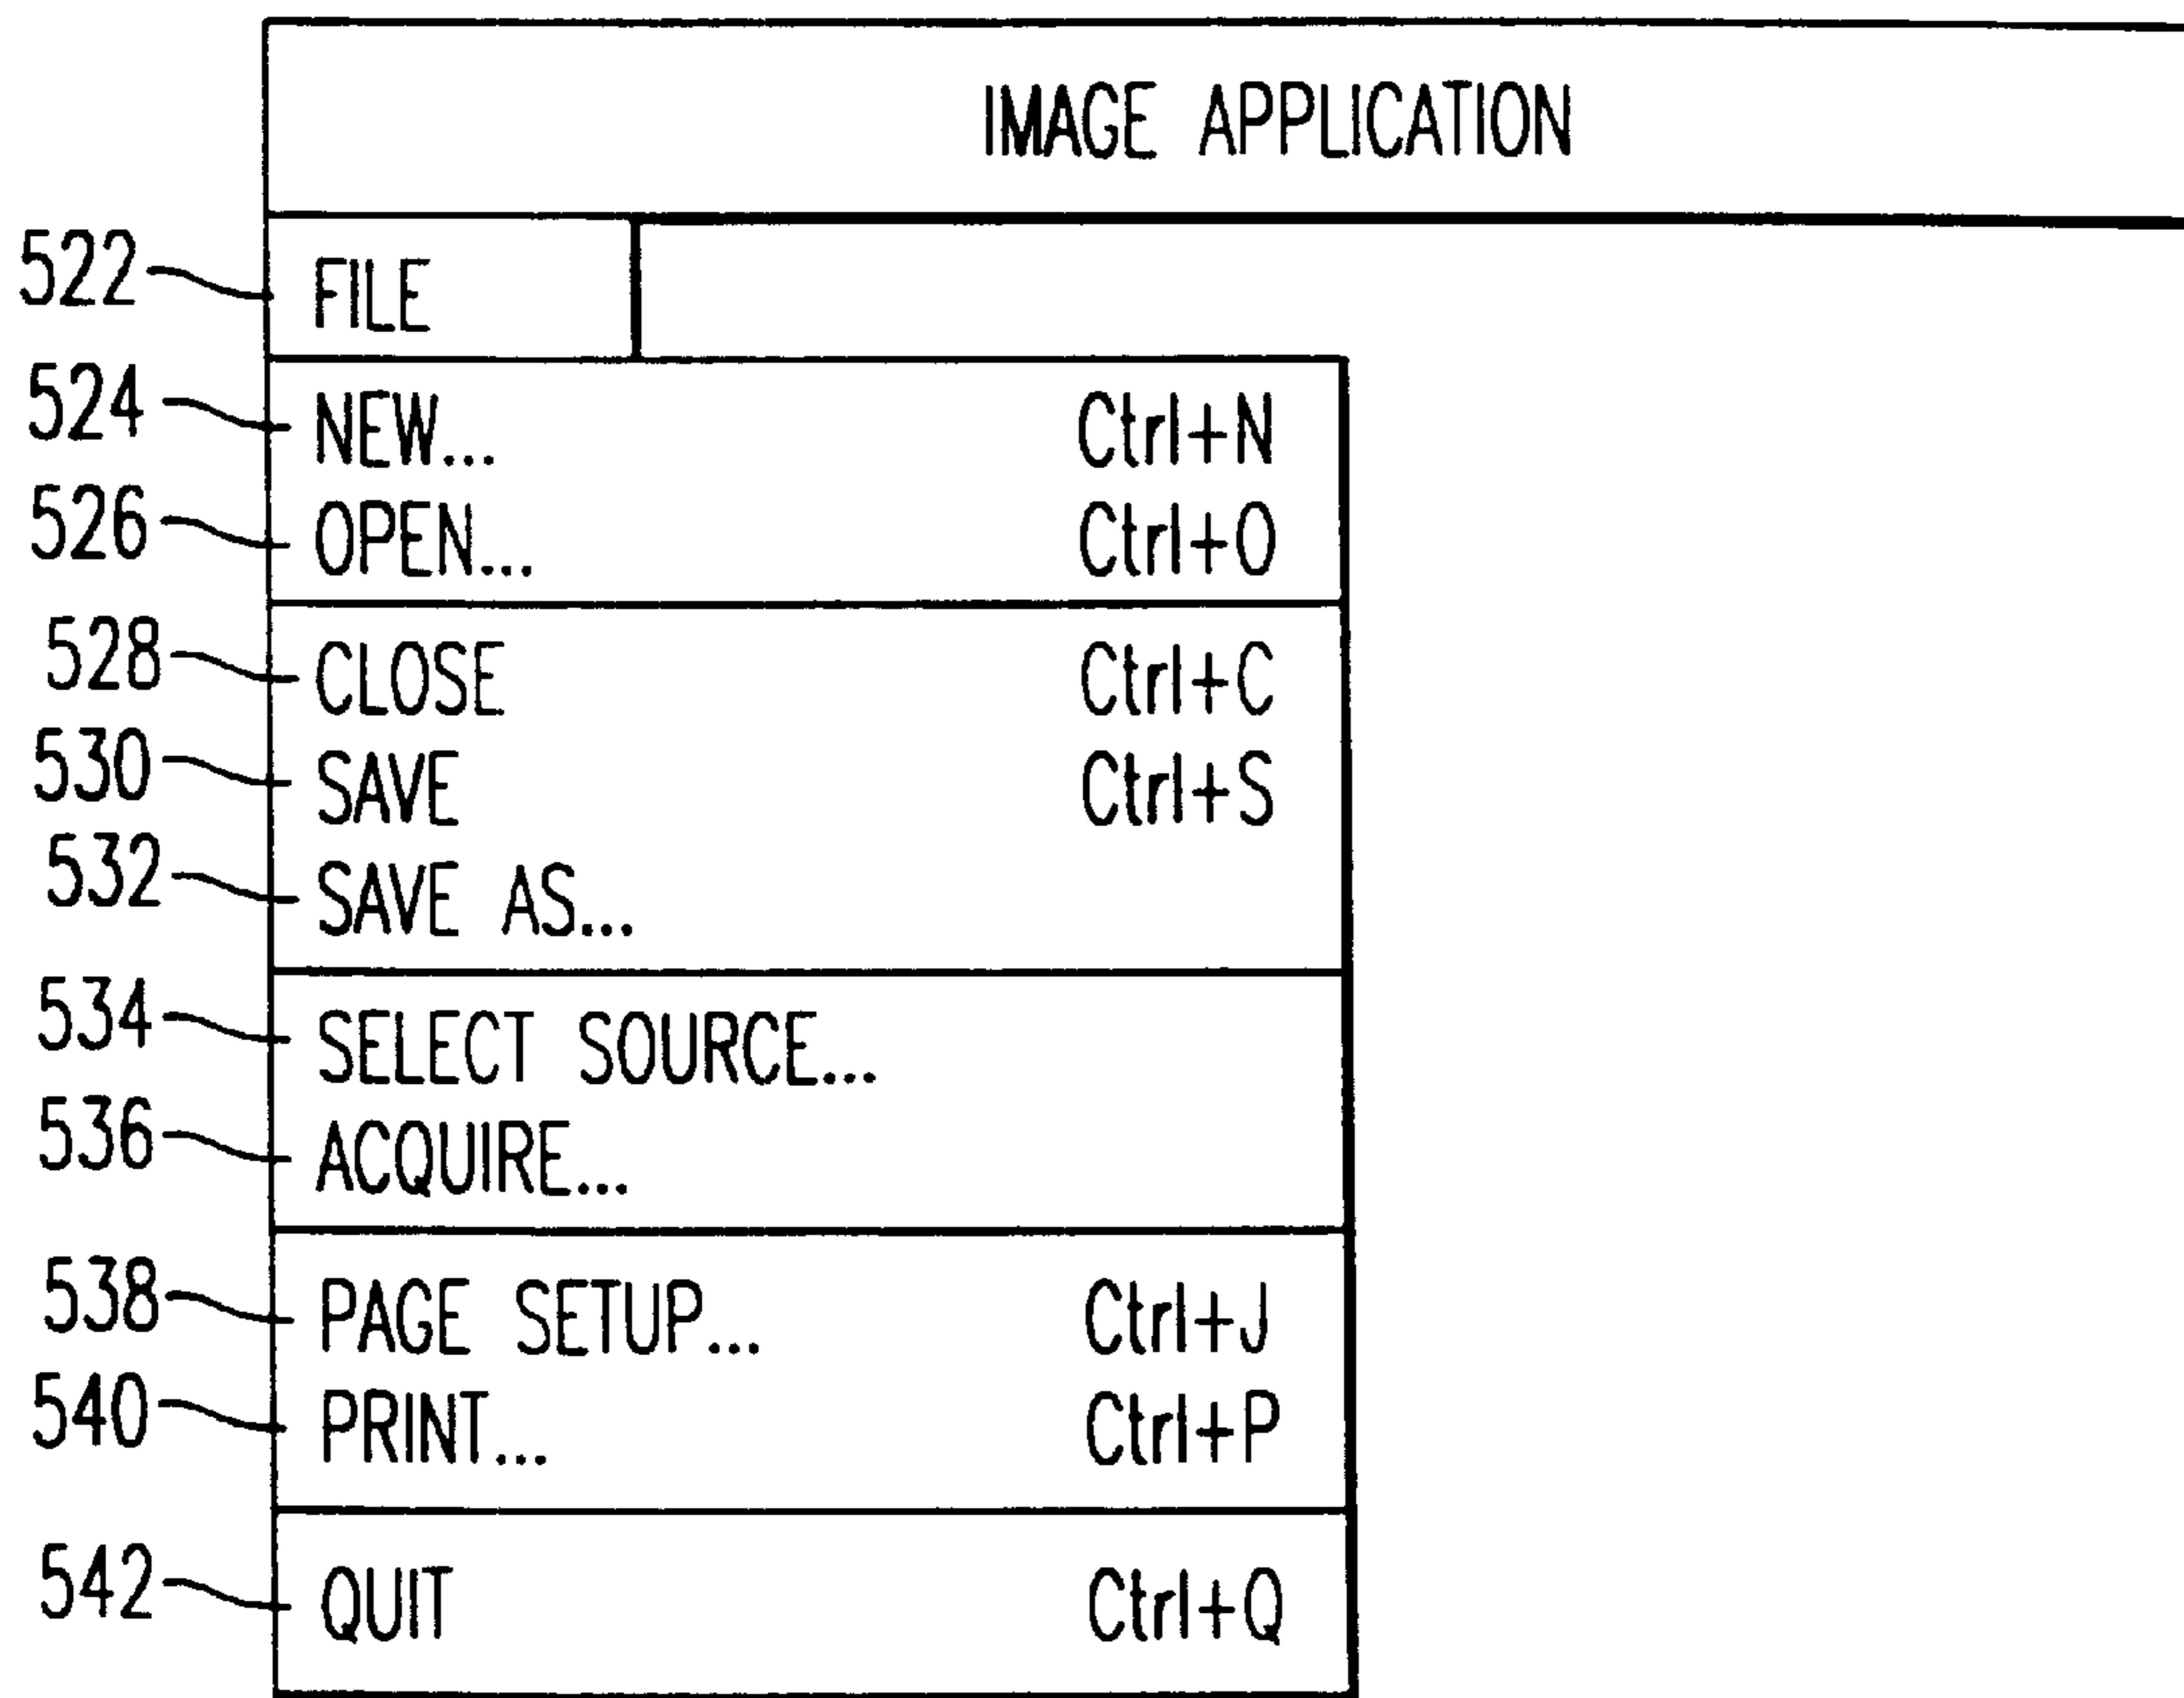 IMAGE APPLICATION
522 FILE
524 NEW... Ctrl+N
526 OPEN... Ctrl+O
528 CLOSE Ctrl+C
530 SAVE Ctrl+S
532 SAVE AS...
534 SELECT SOURCE...
536 ACQUIRE...
538 PAGE SETUP... Ctrl+J
540 PRINT... Ctrl+P
542 QUIT Ctrl+Q